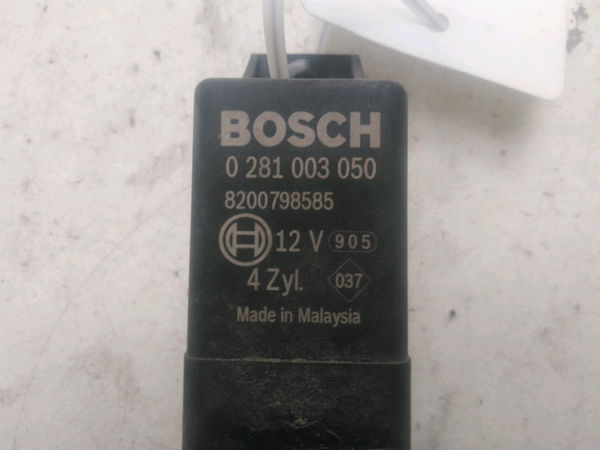 BOSCH
0 281 003 050
8200798585
12 V 905
4 Zyl. 037
Made in Malaysia